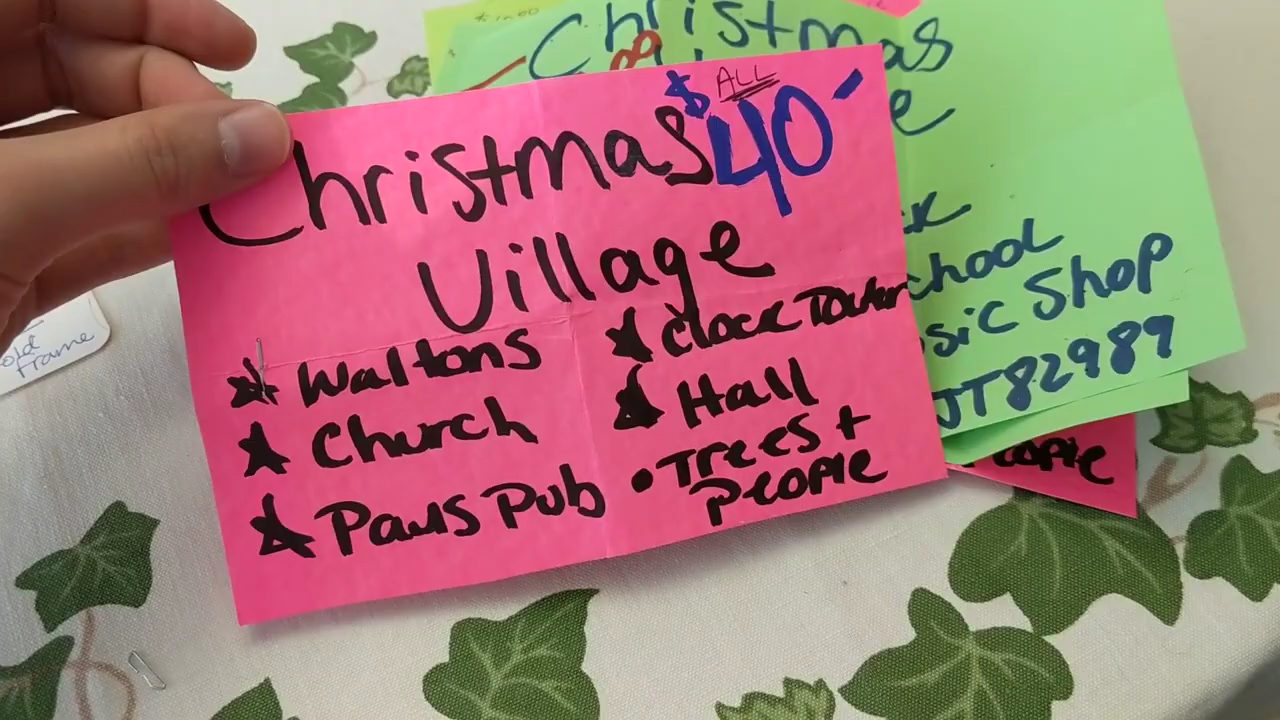 Christmas
Village
$40-
ALL
Waltons
Church
Pauls Pub
Clock Tower
Hall
Trees +
People
Christmas
School
Shop
JT82989
People
old
Frame